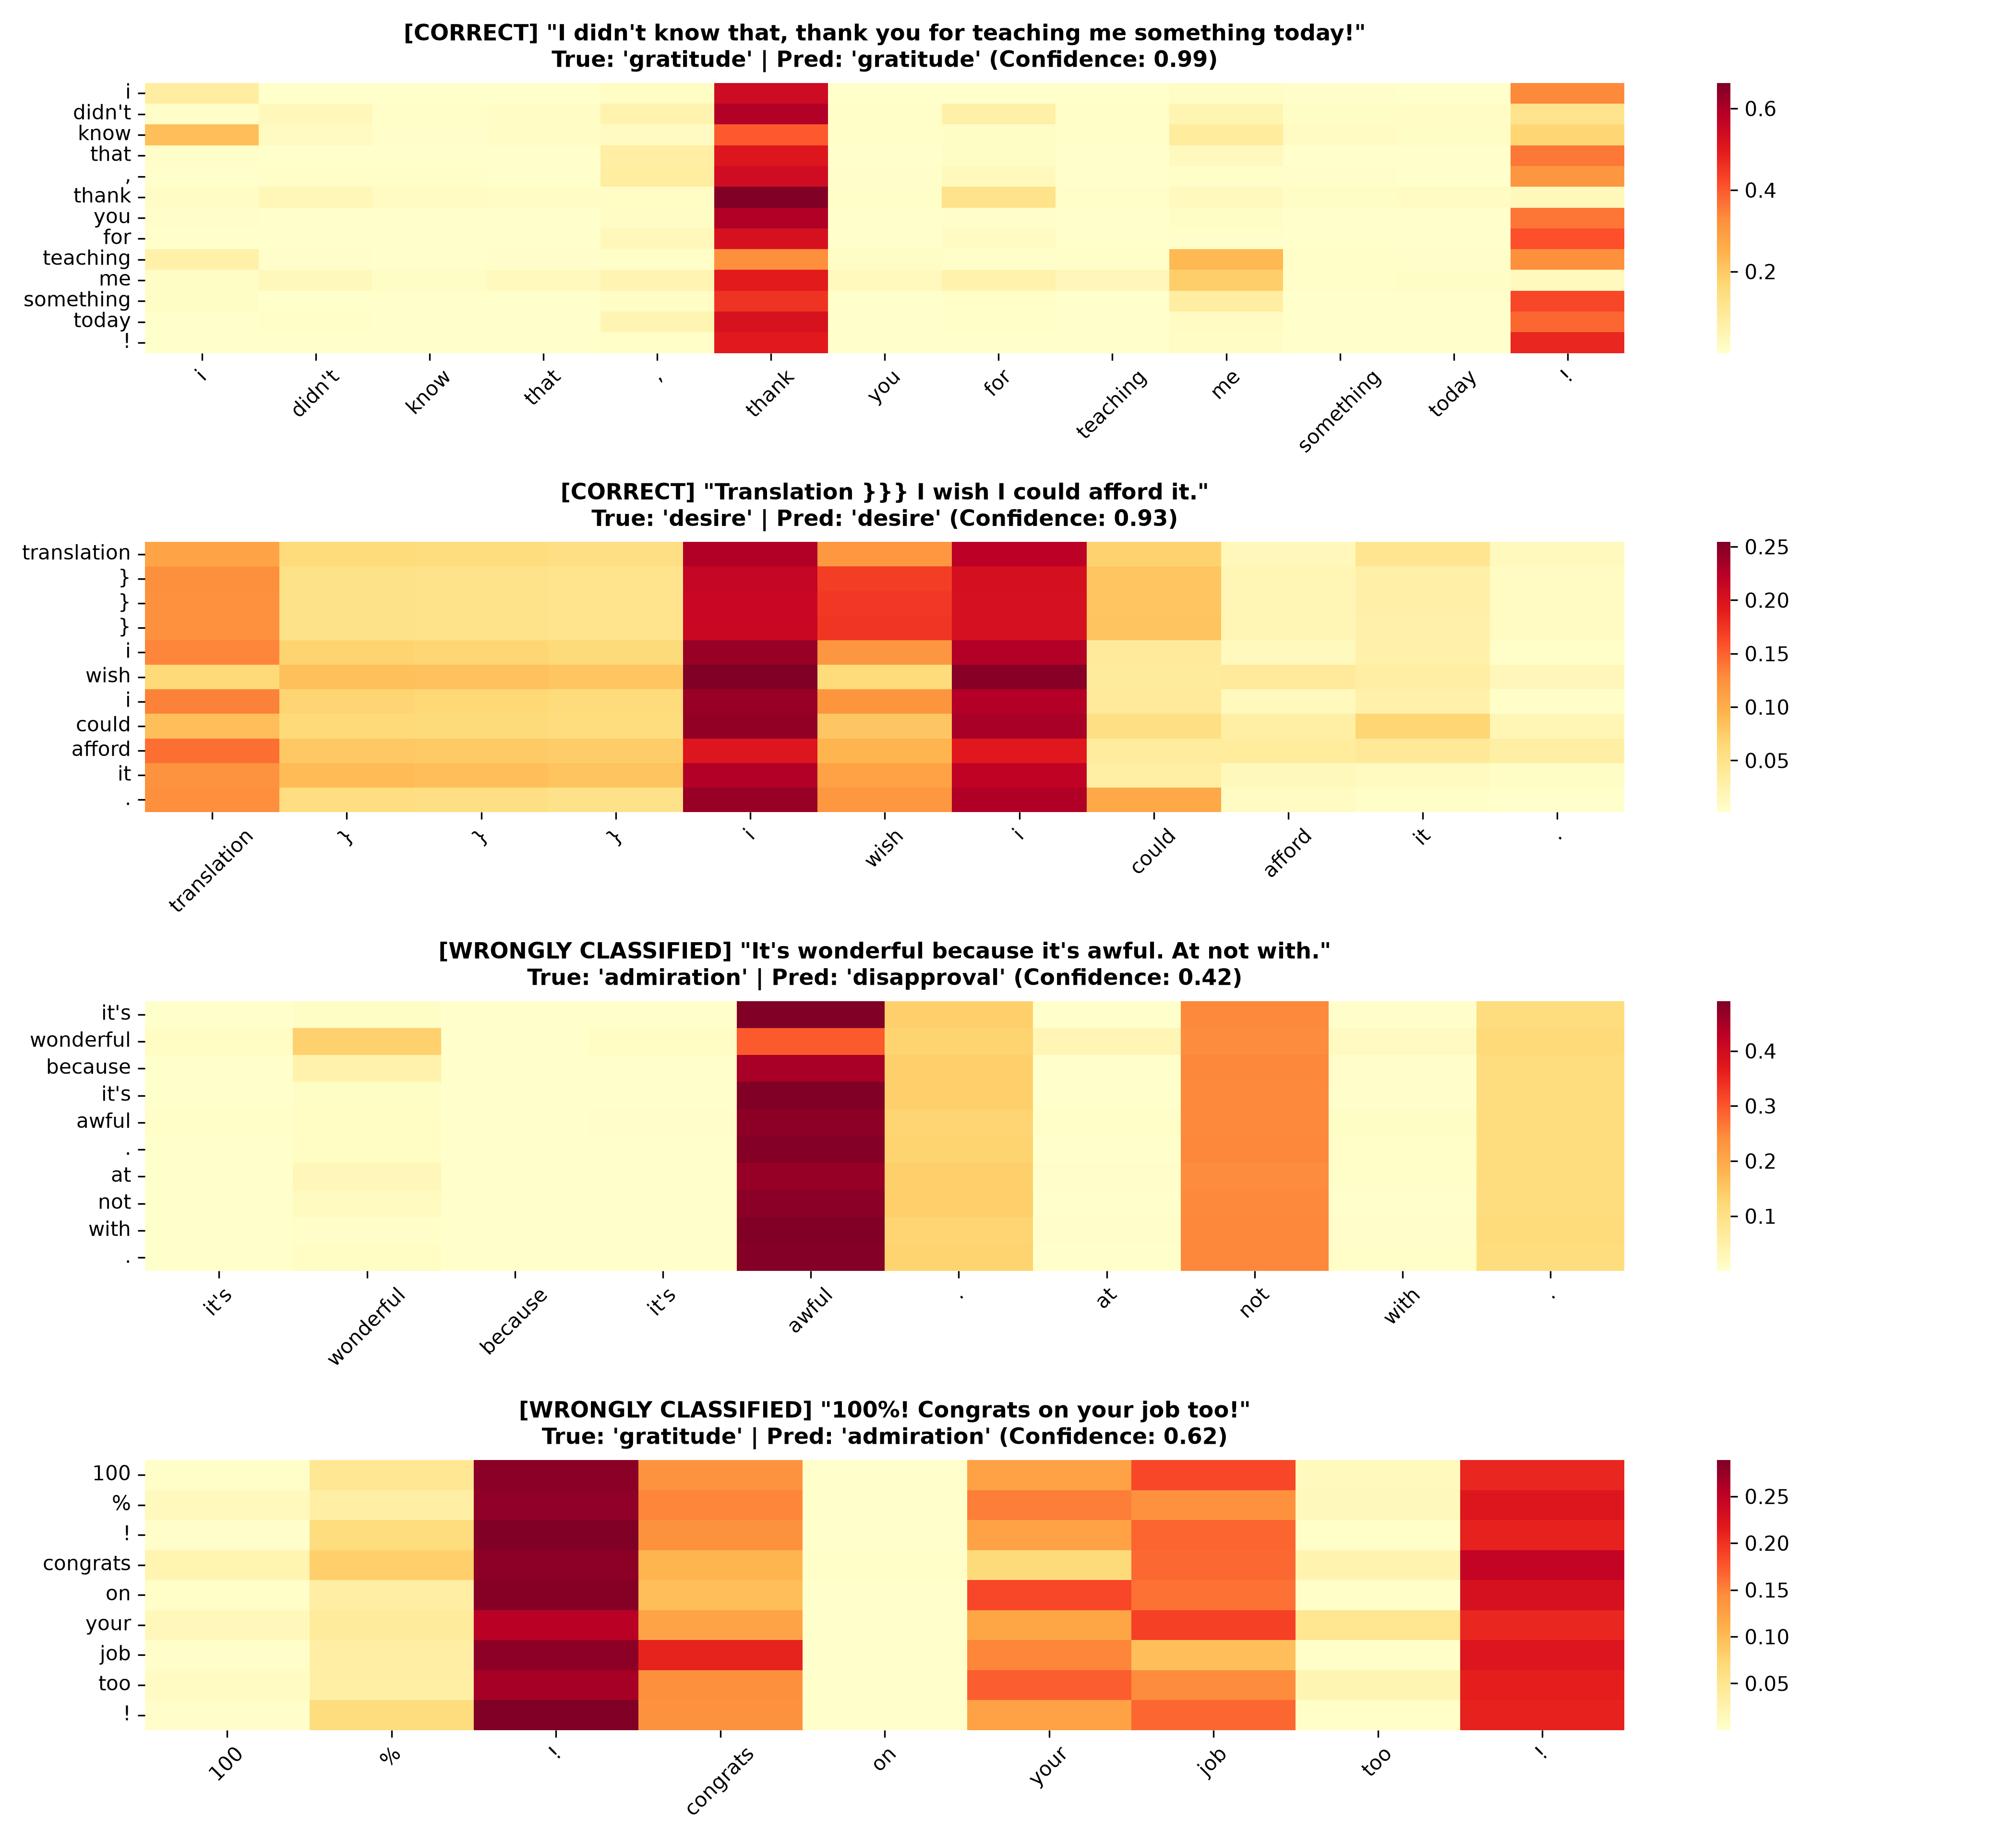 [CORRECT] "I didn't know that, thank you for teaching me something today!"
True: 'gratitude' | Pred: 'gratitude' (Confidence: 0.99)
i
didn't
know
that
,
thank
you
for
teaching
me
something
today
!
i didn't know that , thank you for teaching me something today !
0.6
0.4
0.2
[CORRECT] "Translation }}} I wish I could afford it."
True: 'desire' | Pred: 'desire' (Confidence: 0.93)
translation
}
}
}
i
wish
i
could
afford
it
.
translation } } } i wish i could afford it .
0.25
0.20
0.15
0.10
0.05
[WRONGLY CLASSIFIED] "It's wonderful because it's awful. At not with."
True: 'admiration' | Pred: 'disapproval' (Confidence: 0.42)
it's
wonderful
because
it's
awful
.
at
not
with
.
it's wonderful because it's awful . at not with .
0.4
0.3
0.2
0.1
[WRONGLY CLASSIFIED] "100%! Congrats on your job too!"
True: 'gratitude' | Pred: 'admiration' (Confidence: 0.62)
100
%
!
congrats
on
your
job
too
!
100 % ! congrats on your job too !
0.25
0.20
0.15
0.10
0.05